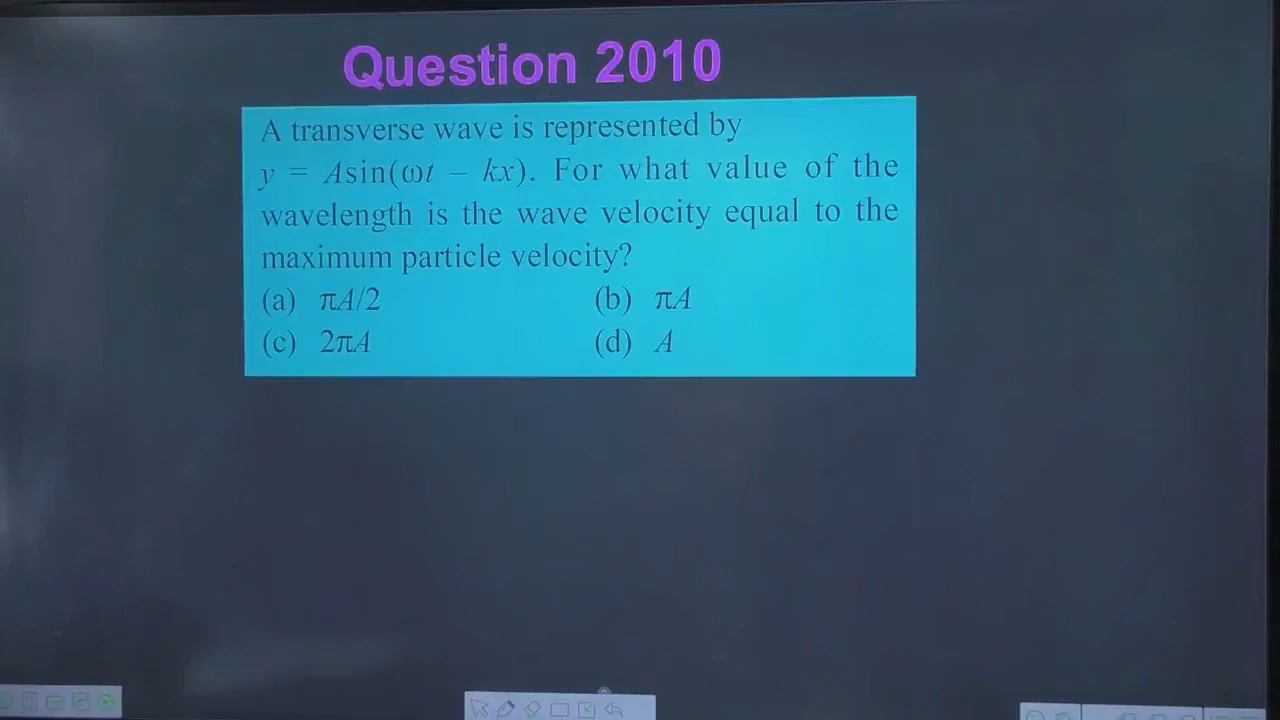 Question 2010
A transverse wave is represented by
y = Asin(ωt – kx). For what value of the
wavelength is the wave velocity equal to the
maximum particle velocity?
(a) πA/2 (b) πA
(c) 2πA (d) A